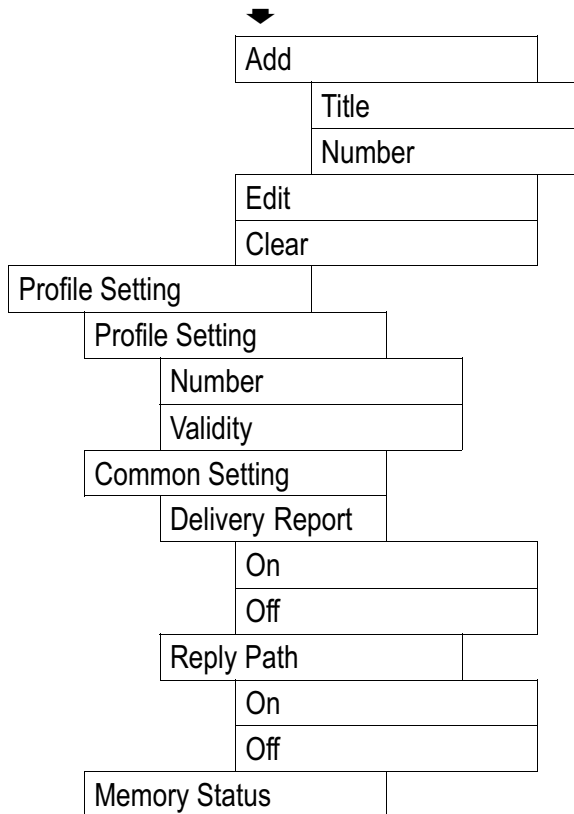 Add
Title
Number
Edit
Clear
Profile Setting
Profile Setting
Number
Validity
Common Setting
Delivery Report
On
Off
Reply Path
On
Off
Memory Status